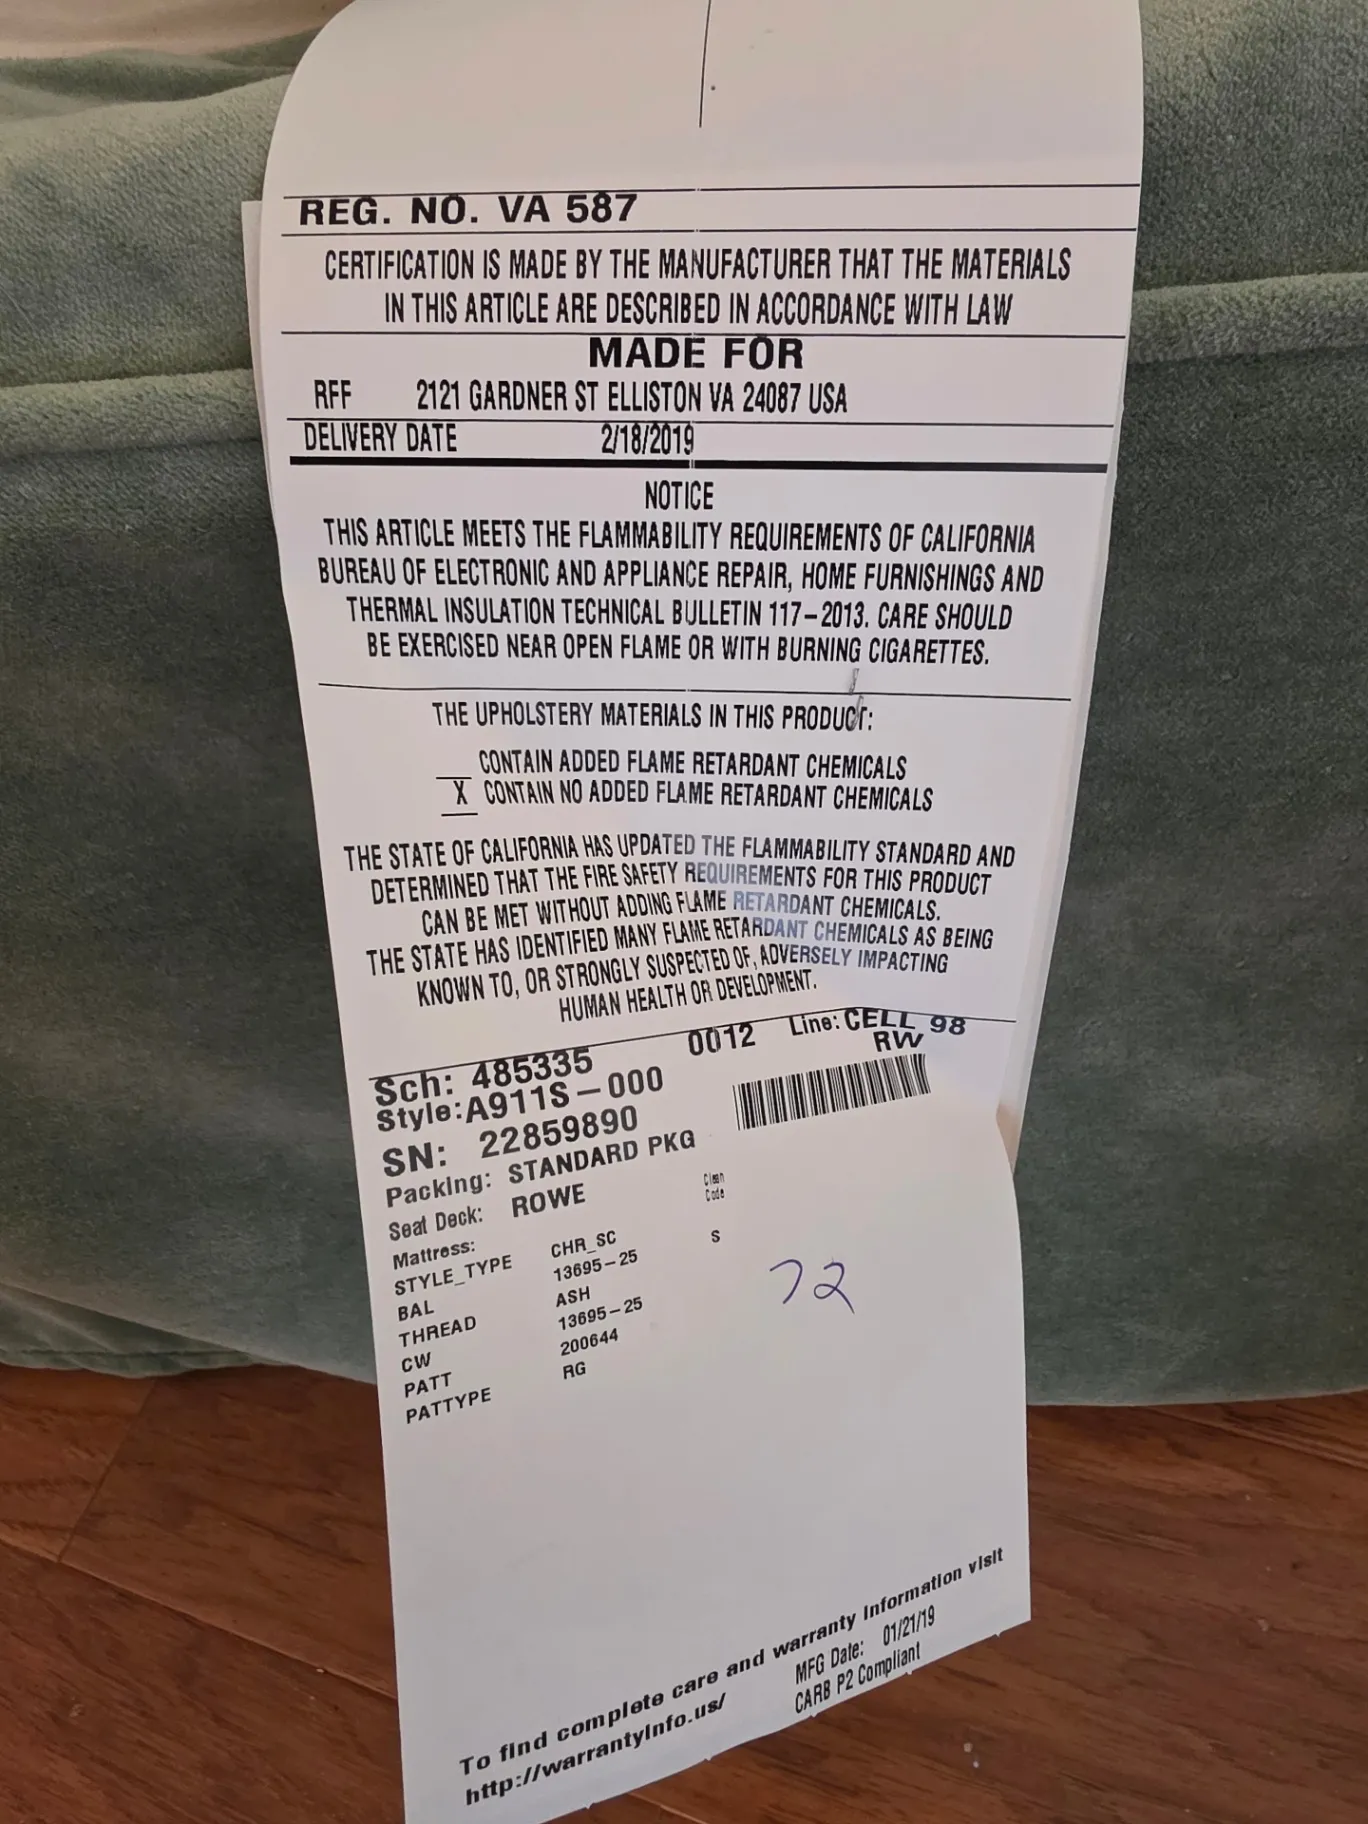 REG. NO. VA 587
CERTIFICATION IS MADE BY THE MANUFACTURER THAT THE MATERIALS
IN THIS ARTICLE ARE DESCRIBED IN ACCORDANCE WITH LAW
MADE FOR
RFF 2121 GARDNER ST ELLISTON VA 24087 USA
DELIVERY DATE 2/18/2019
NOTICE
THIS ARTICLE MEETS THE FLAMMABILITY REQUIREMENTS OF CALIFORNIA
BUREAU OF ELECTRONIC AND APPLIANCE REPAIR, HOME FURNISHINGS AND
THERMAL INSULATION TECHNICAL BULLETIN 117-2013. CARE SHOULD
BE EXERCISED NEAR OPEN FLAME OR WITH BURNING CIGARETTES.
THE UPHOLSTERY MATERIALS IN THIS PRODUCT:
CONTAIN ADDED FLAME RETARDANT CHEMICALS
X CONTAIN NO ADDED FLAME RETARDANT CHEMICALS
THE STATE OF CALIFORNIA HAS UPDATED THE FLAMMABILITY STANDARD AND
DETERMINED THAT THE FIRE SAFETY REQUIREMENTS FOR THIS PRODUCT
CAN BE MET WITHOUT ADDING FLAME RETARDANT CHEMICALS.
THE STATE HAS IDENTIFIED MANY FLAME RETARDANT CHEMICALS AS BEING
KNOWN TO, OR STRONGLY SUSPECTED OF, ADVERSELY IMPACTING
HUMAN HEALTH OR DEVELOPMENT.
Sch: 485335 0012 Line: CELL 98
RW
Style: A911S-000
SN: 22859890
Packing: STANDARD PKG
Seat Deck: ROWE
Clean
Code
Mattress:
STYLE_TYPE CHR_SC
BAL 13695-25 S
THREAD ASH
CW 13695-25
PATT 200644
PATTYPE RG
72
To find complete care and warranty information visit
http://warrantyinfo.us/
MFG Date: 01/21/19
CARB P2 Compliant